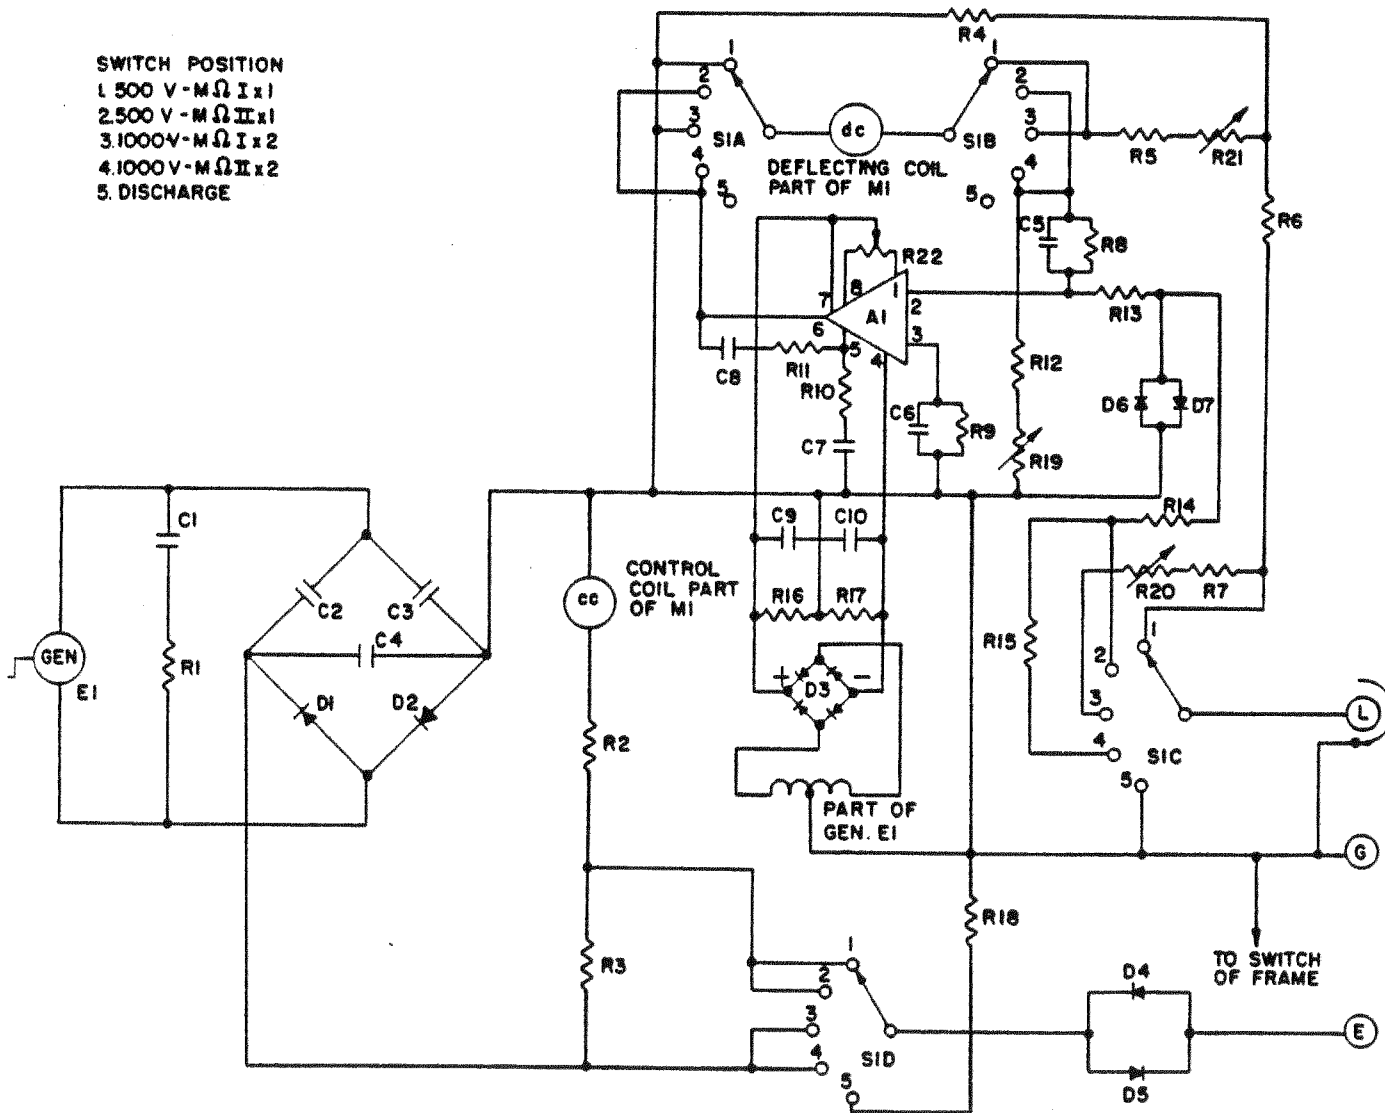 SWITCH POSITION
1. 500 V-MΩ I x 1
2.500 V-MΩ II x 1
3.1000V-MΩ I x 2
4.1000 V-MΩ II x 2
5. DISCHARGE
R4
1
2
3
4
5
S1A
dc
DEFLECTING COIL
PART OF M1
1
2
3
4
5
S1B
R5
R21
R6
C5
R8
R22
7
8
1
2
A1
6
5
4
3
R13
C8
R11
R10
C7
C6
R9
R12
R19
D6
D7
GEN
E1
C1
R1
C2
C3
C4
D1
D2
CONTROL
COIL PART
OF M1
cc
R2
R3
C9
C10
R16
R17
+
D3
-
PART OF
GEN. E1
R14
R20
R7
R15
1
2
3
4
5
S1C
L
G
R18
TO SWITCH
OF FRAME
1
2
3
4
5
S1D
D4
D5
E